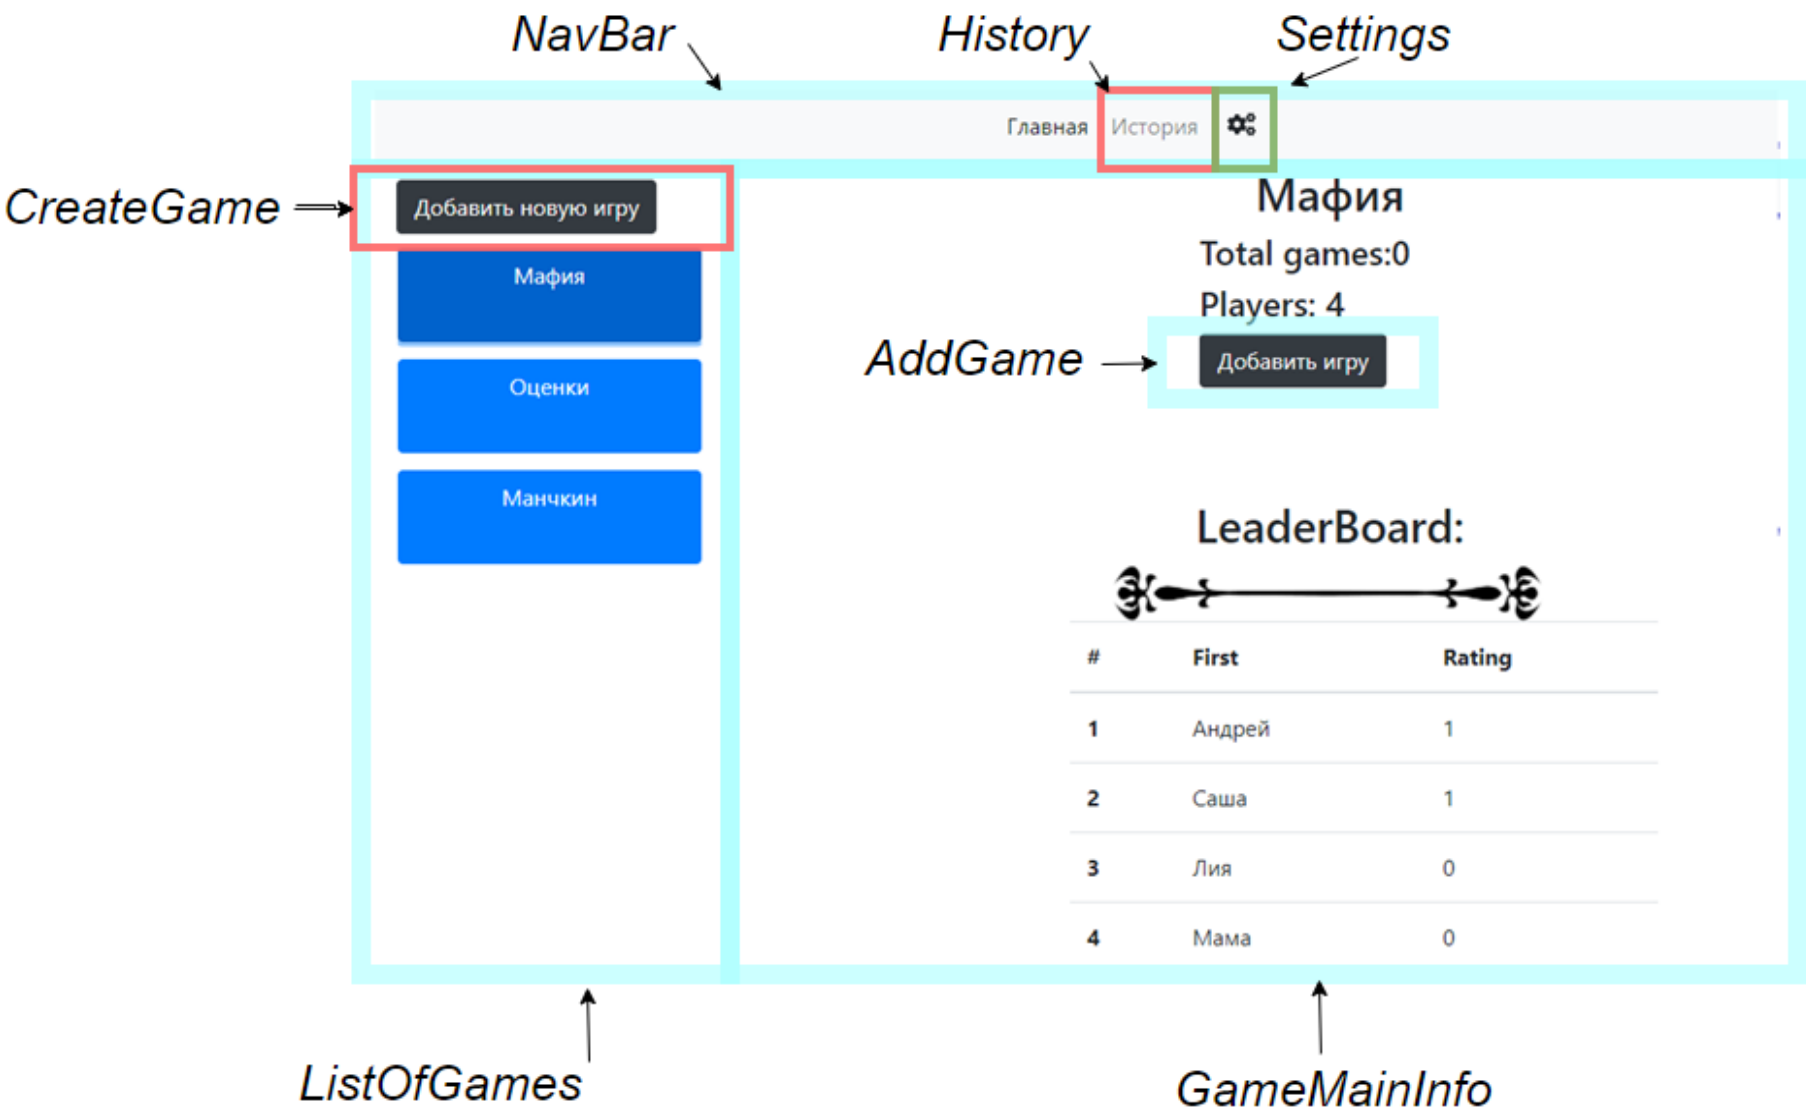 NavBar
History
Settings
Главная
История
CreateGame
Добавить новую игру
Мафия
Оценки
Манчкин
Мафия
Total games:0
Players: 4
AddGame
Добавить игру
LeaderBoard:
# First Rating
1 Андрей 1
2 Саша 1
3 Лия 0
4 Мама 0
ListOfGames
GameMainInfo